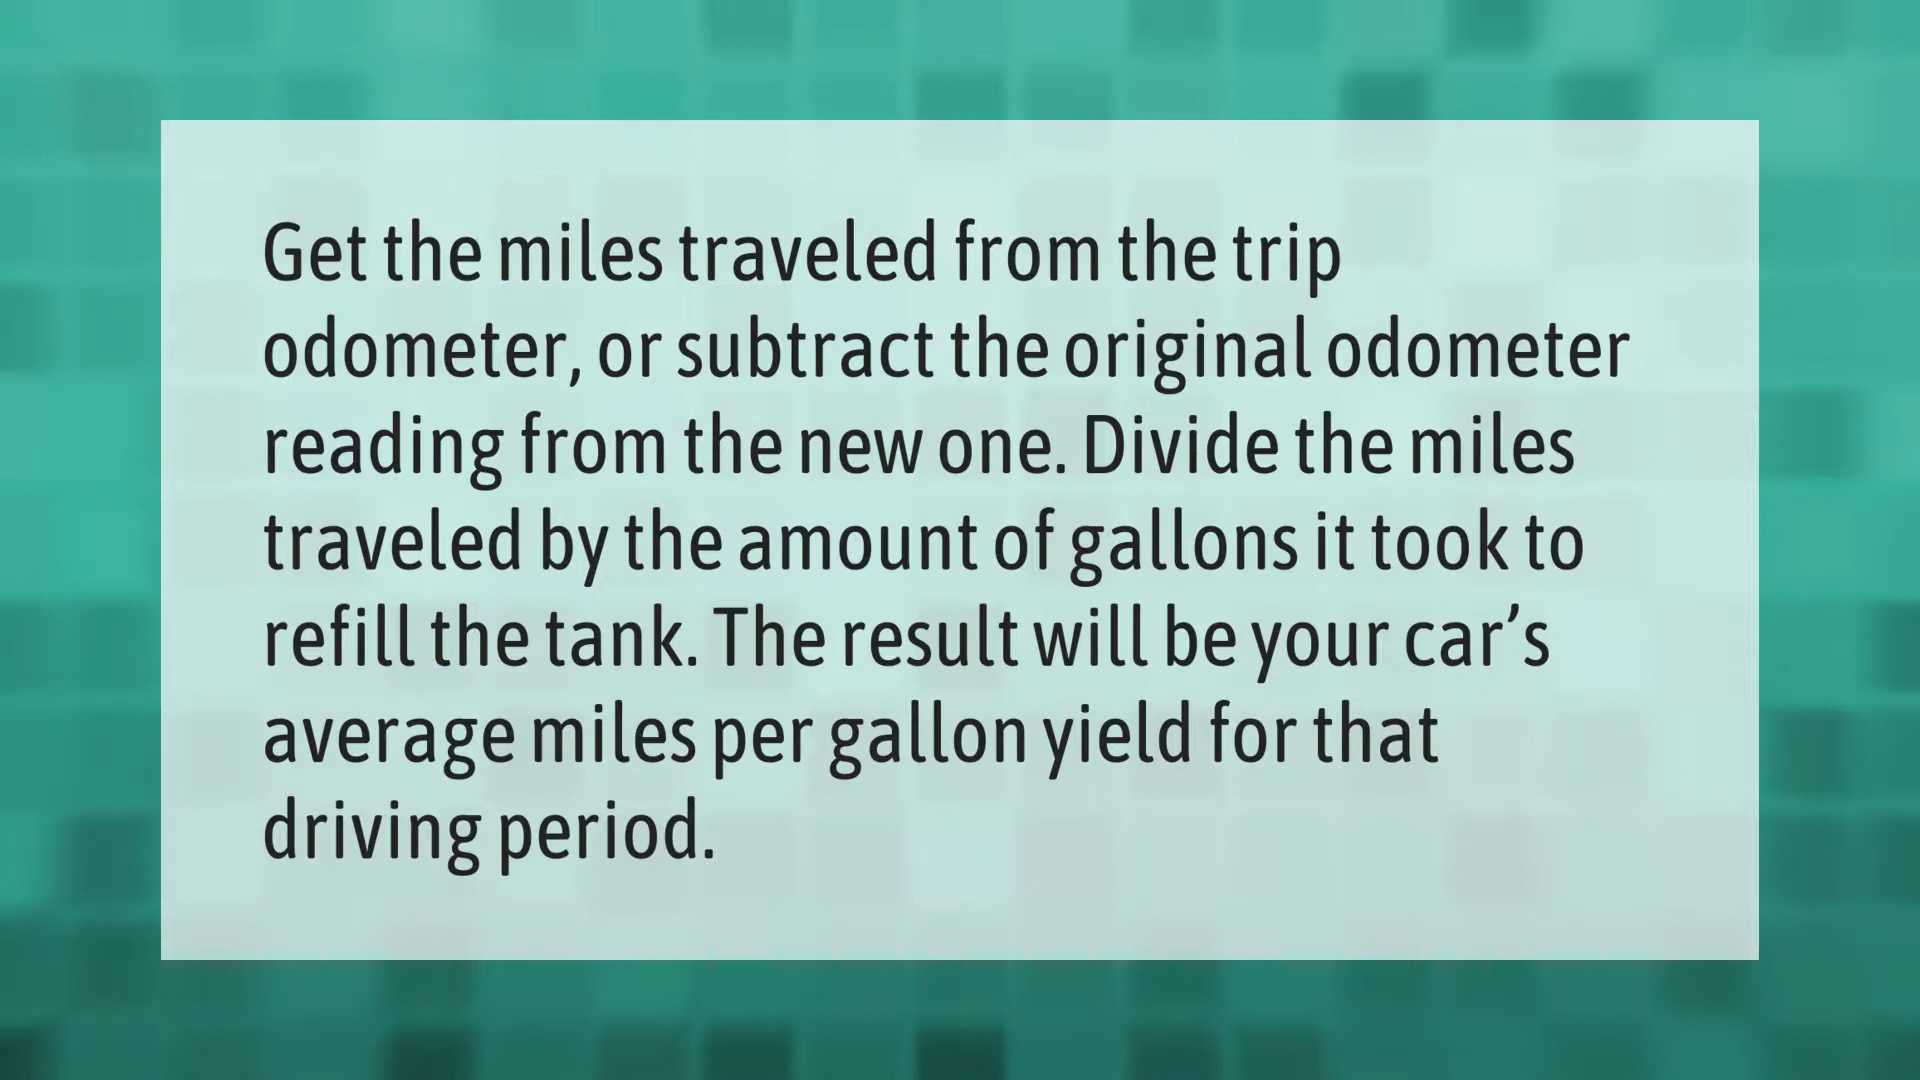 Get the miles traveled from the trip
odometer, or subtract the original odometer
reading from the new one. Divide the miles
traveled by the amount of gallons it took to
refill the tank. The result will be your car’s
average miles per gallon yield for that
driving period.